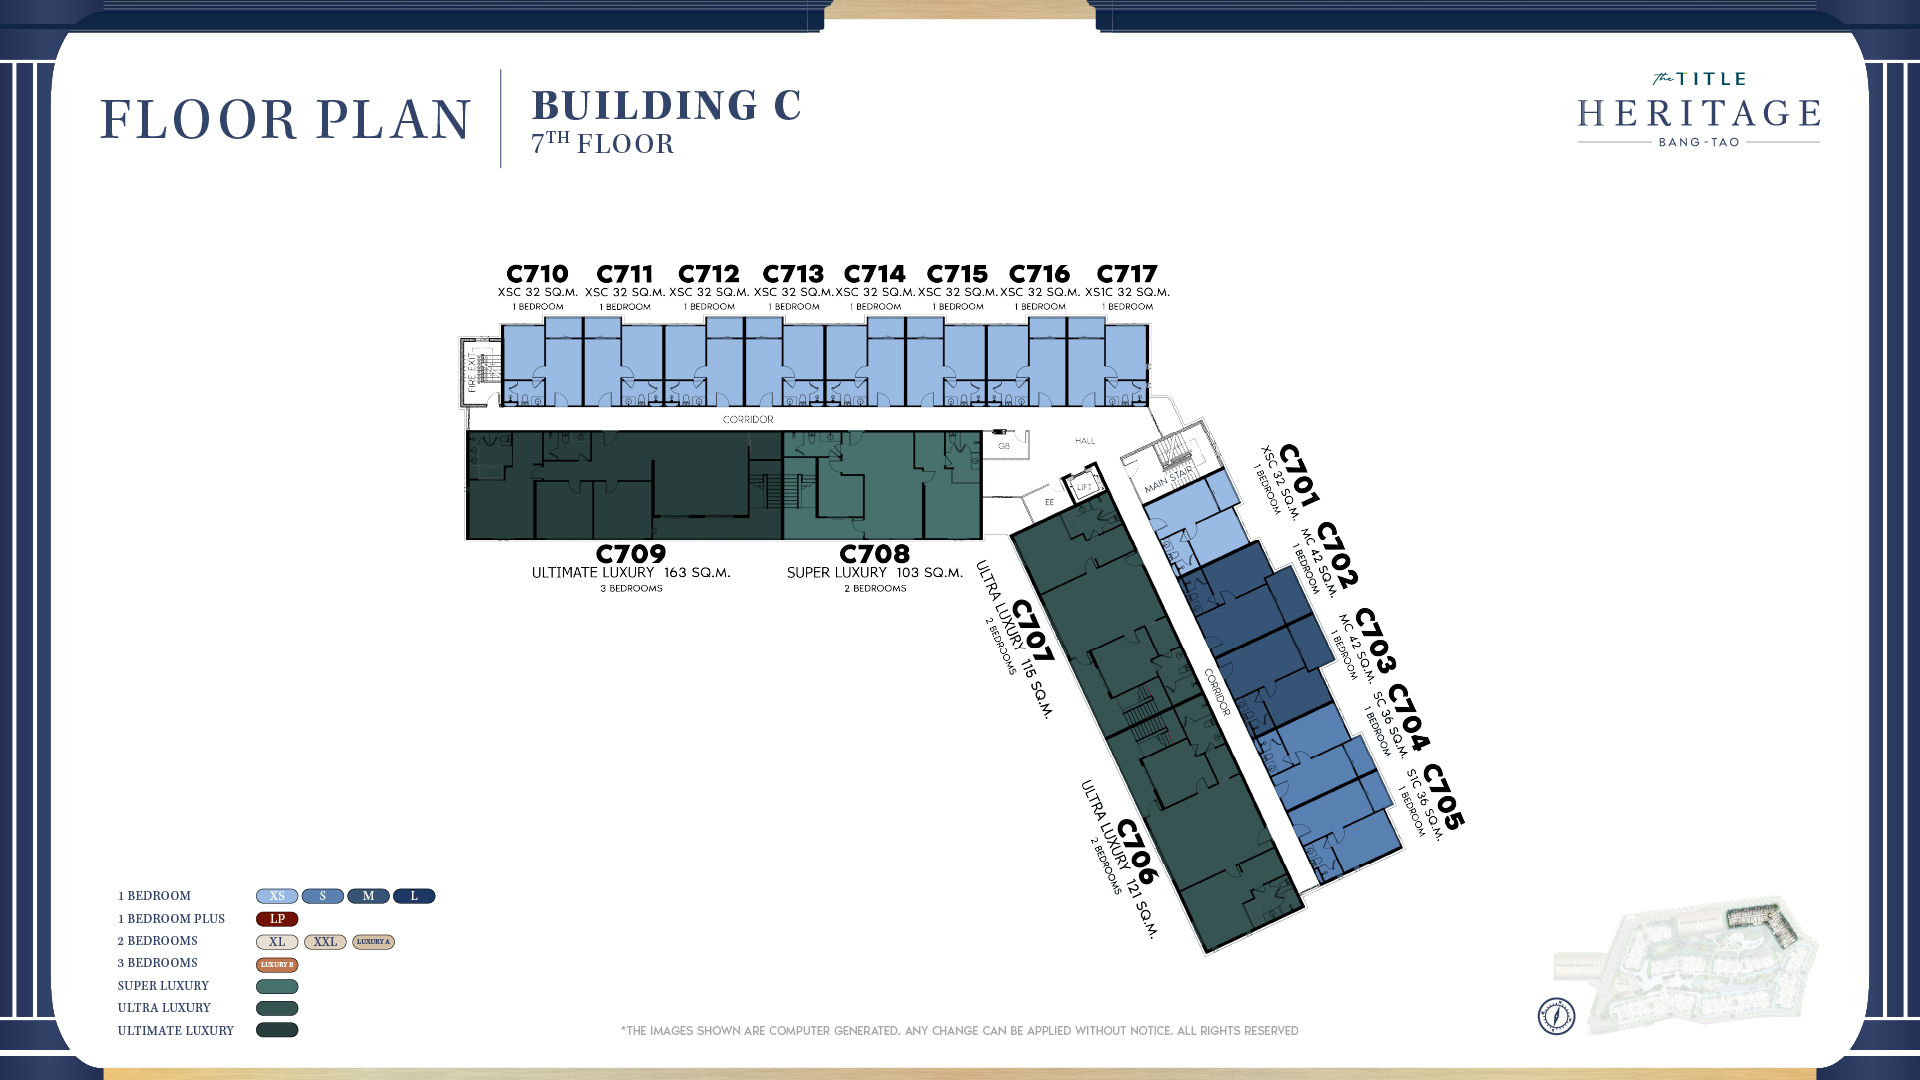 FLOOR PLAN
BUILDING C
7TH FLOOR
the TITLE
HERITAGE
BANG-TAO
C710
XSC 32 SQ.M.
1 BEDROOM
C711
XSC 32 SQ.M.
1 BEDROOM
C712
XSC 32 SQ.M.
1 BEDROOM
C713
XSC 32 SQ.M.
1 BEDROOM
C714
XSC 32 SQ.M.
1 BEDROOM
C715
XSC 32 SQ.M.
1 BEDROOM
C716
XSC 32 SQ.M.
1 BEDROOM
C717
XS1C 32 SQ.M.
1 BEDROOM
FIRE EXIT
CORRIDOR
GB
HALL
LIFT
EE
MAIN STAIR
C709
ULTIMATE LUXURY 163 SQ.M.
3 BEDROOMS
C708
SUPER LUXURY 103 SQ.M.
2 BEDROOMS
C701
XSC 32 SQ.M.
1 BEDROOM
C702
MC 42 SQ.M.
1 BEDROOM
C703
MC 42 SQ.M.
1 BEDROOM
C704
SC 36 SQ.M.
1 BEDROOM
C705
S1C 36 SQ.M.
1 BEDROOM
CORRIDOR
C707
ULTRA LUXURY 115 SQ.M.
2 BEDROOMS
C706
ULTRA LUXURY 121 SQ.M.
2 BEDROOMS
1 BEDROOM XS S M L
1 BEDROOM PLUS LP
2 BEDROOMS XL XXL LUXURY A
3 BEDROOMS LUXURY B
SUPER LUXURY
ULTRA LUXURY
ULTIMATE LUXURY
*THE IMAGES SHOWN ARE COMPUTER GENERATED. ANY CHANGE CAN BE APPLIED WITHOUT NOTICE. ALL RIGHTS RESERVED